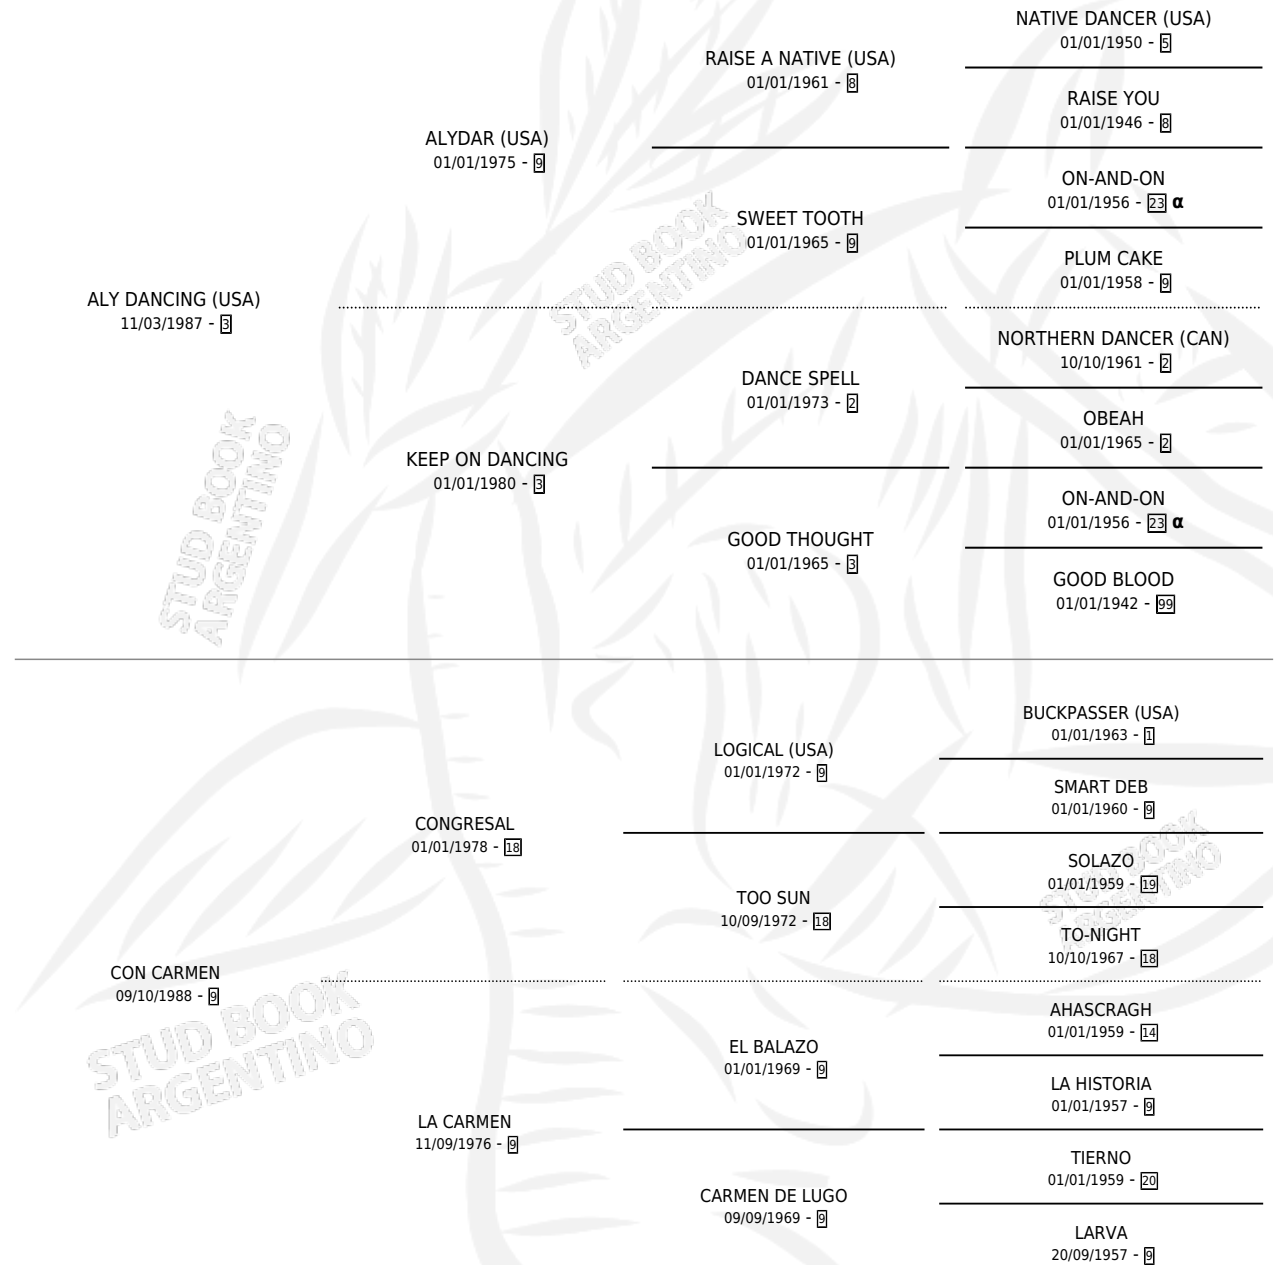 NATIVE DANCER (USA)
01/01/1950 - 5
RAISE A NATIVE (USA)
01/01/1961 - 8
RAISE YOU
01/01/1946 - 8
ALYDAR (USA)
01/01/1975 - 9
ON-AND-ON
01/01/1956 - 23 α
SWEET TOOTH
01/01/1965 - 9
PLUM CAKE
01/01/1958 - 9
ALY DANCING (USA)
11/03/1987 - 3
NORTHERN DANCER (CAN)
10/10/1961 - 2
DANCE SPELL
01/01/1973 - 2
OBEAH
01/01/1965 - 2
KEEP ON DANCING
01/01/1980 - 3
ON-AND-ON
01/01/1956 - 23 α
GOOD THOUGHT
01/01/1965 - 3
GOOD BLOOD
01/01/1942 - 99
BUCKPASSER (USA)
01/01/1963 - 1
LOGICAL (USA)
01/01/1972 - 9
SMART DEB
01/01/1960 - 9
CONGRESAL
01/01/1978 - 18
SOLAZO
01/01/1959 - 19
TOO SUN
10/09/1972 - 18
TO-NIGHT
10/10/1967 - 18
CON CARMEN
09/10/1988 - 9
AHASCRAGH
01/01/1959 - 14
EL BALAZO
01/01/1969 - 9
LA HISTORIA
01/01/1957 - 9
LA CARMEN
11/09/1976 - 9
TIERNO
01/01/1959 - 20
CARMEN DE LUGO
09/09/1969 - 9
LARVA
20/09/1957 - 9
STUD BOOK
ARGENTINO
STUD BOOK
ARGENTINO
STUD BOOK
ARGENTINO
STUD BOOK
ARGENTINO